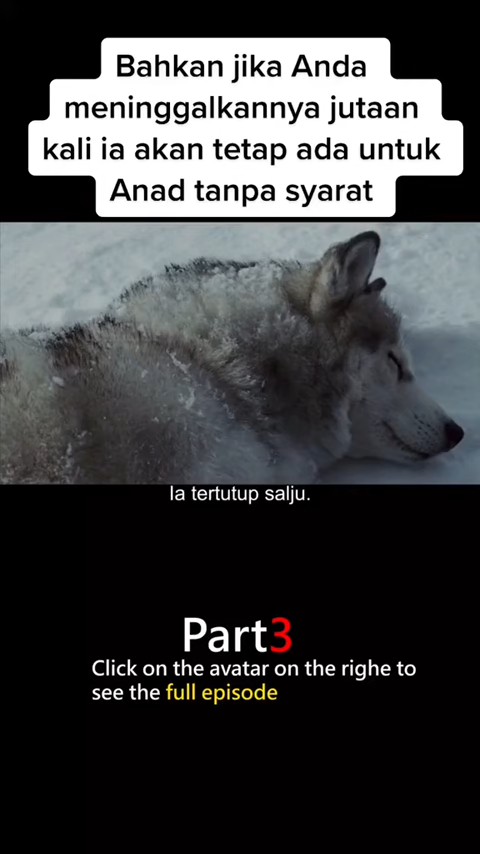 Bahkan jika Anda
meninggalkannya jutaan
kali ia akan tetap ada untuk
Anad tanpa syarat
Ia tertutup salju.
Part3
Click on the avatar on the righe to
see the full episode